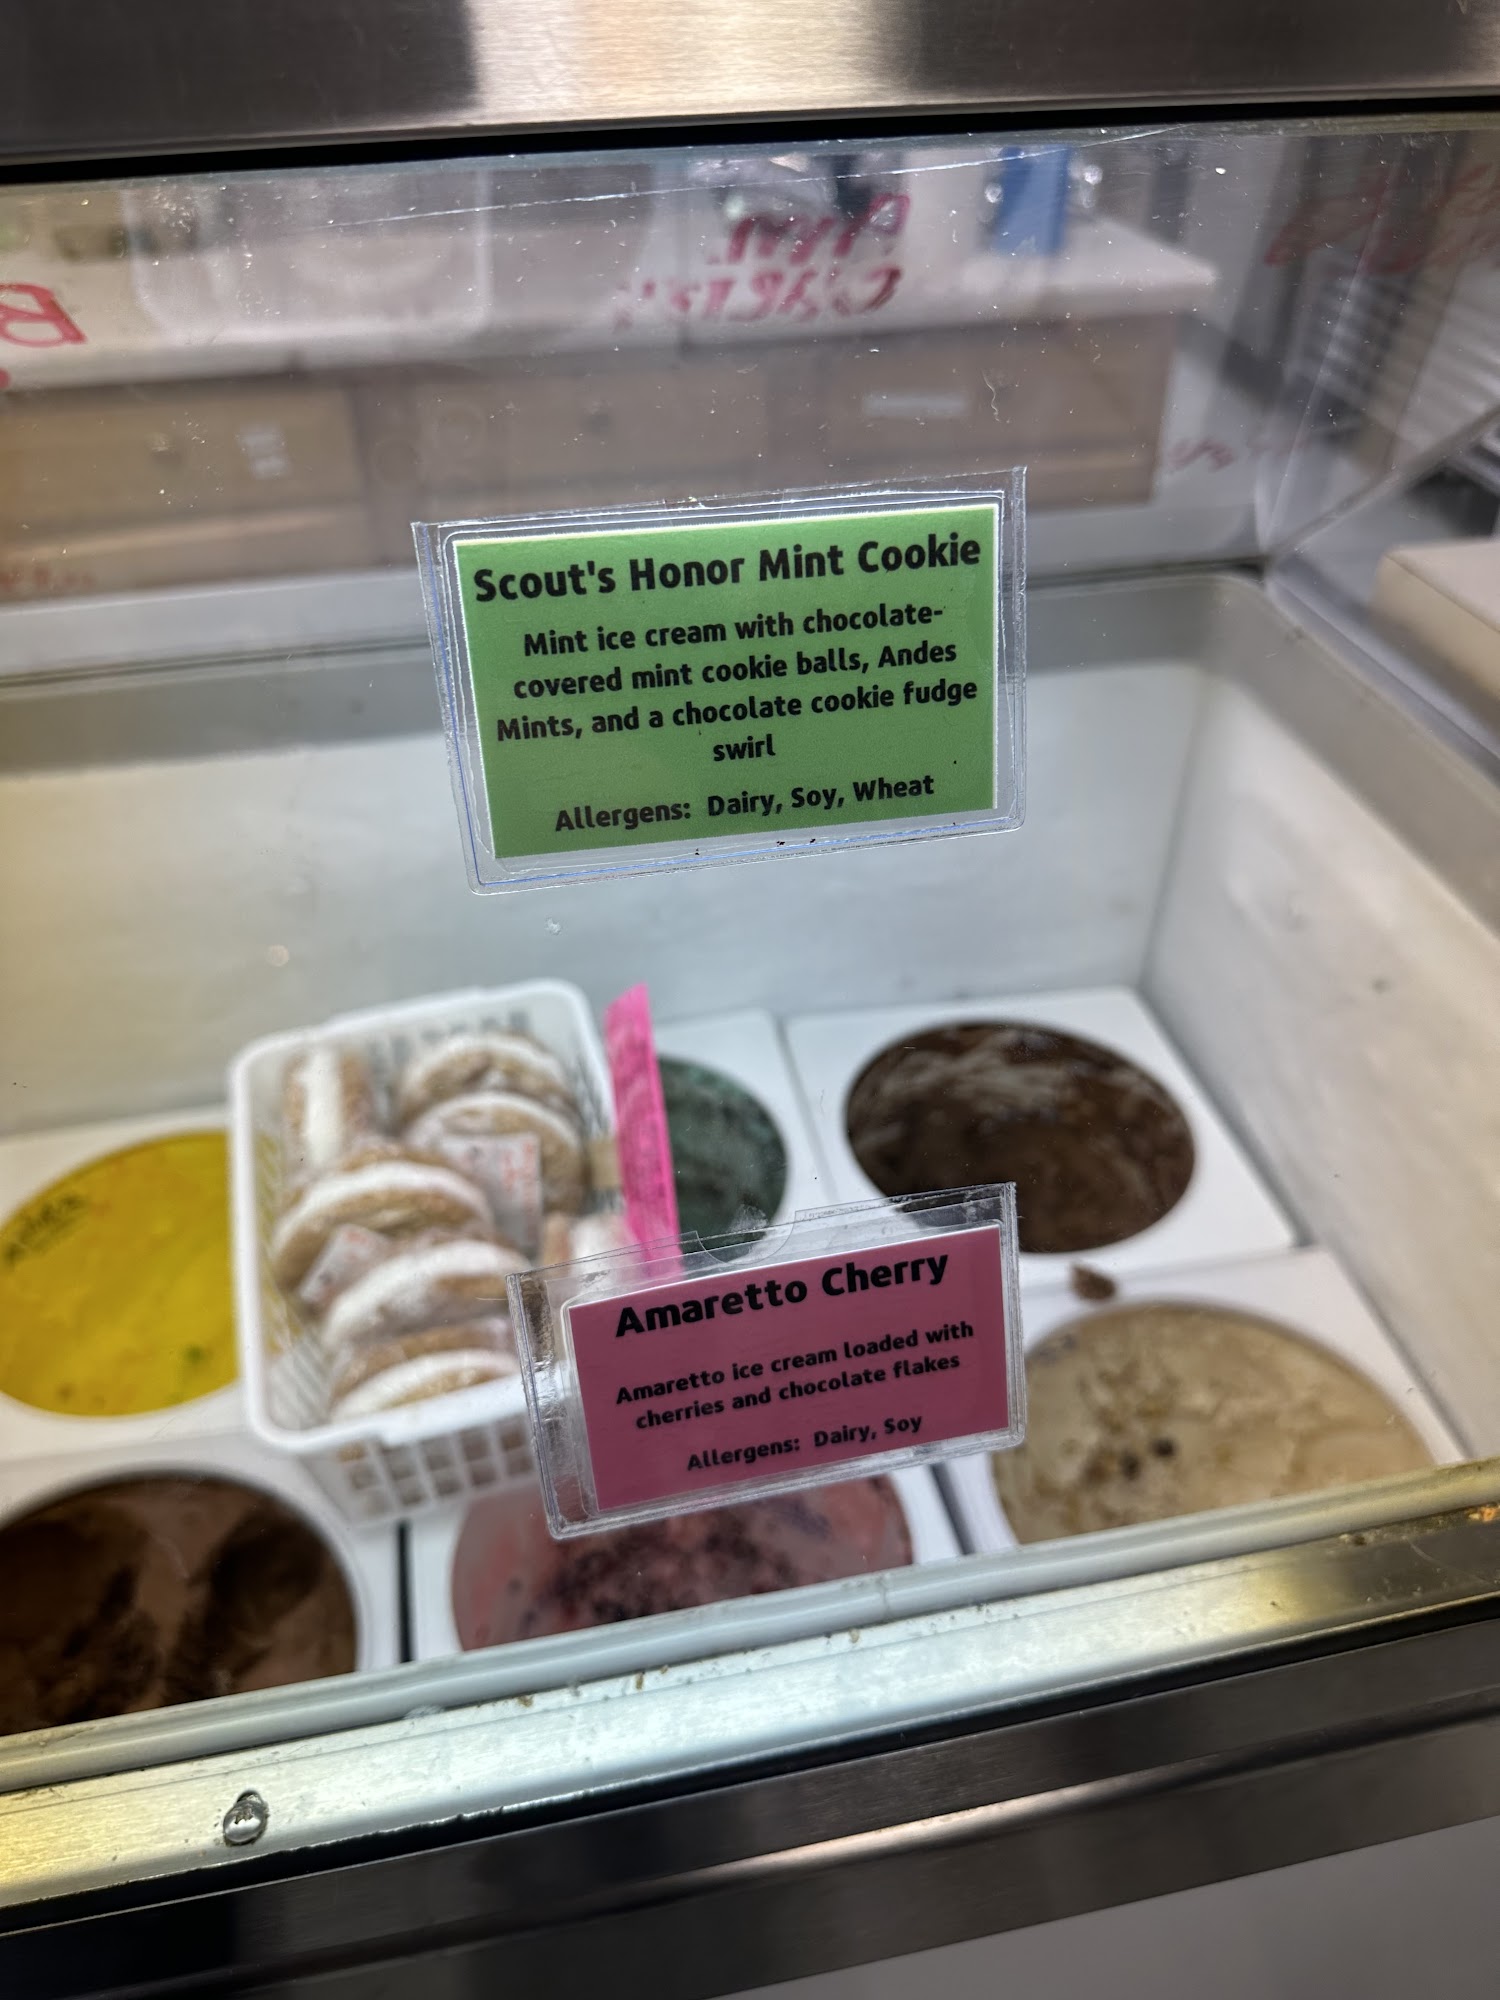 Scout's Honor Mint Cookie
Mint ice cream with chocolate-
covered mint cookie balls, Andes
Mints, and a chocolate cookie fudge
swirl
Allergens: Dairy, Soy, Wheat
Amaretto Cherry
Amaretto ice cream loaded with
cherries and chocolate flakes
Allergens: Dairy, Soy